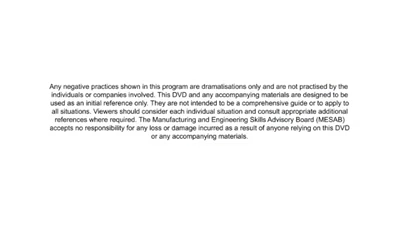 Any negative practices shown in this program are dramatisations only and are not practised by the
individuals or companies involved. This DVD and any accompanying materials are designed to be
used as an initial reference only. They are not intended to be a comprehensive guide or to apply to
all situations. Viewers should consider each individual situation and consult appropriate additional
references where required. The Manufacturing and Engineering Skills Advisory Board (MESAB)
accepts no responsibility for any loss or damage incurred as a result of anyone relying on this DVD
or any accompanying materials.